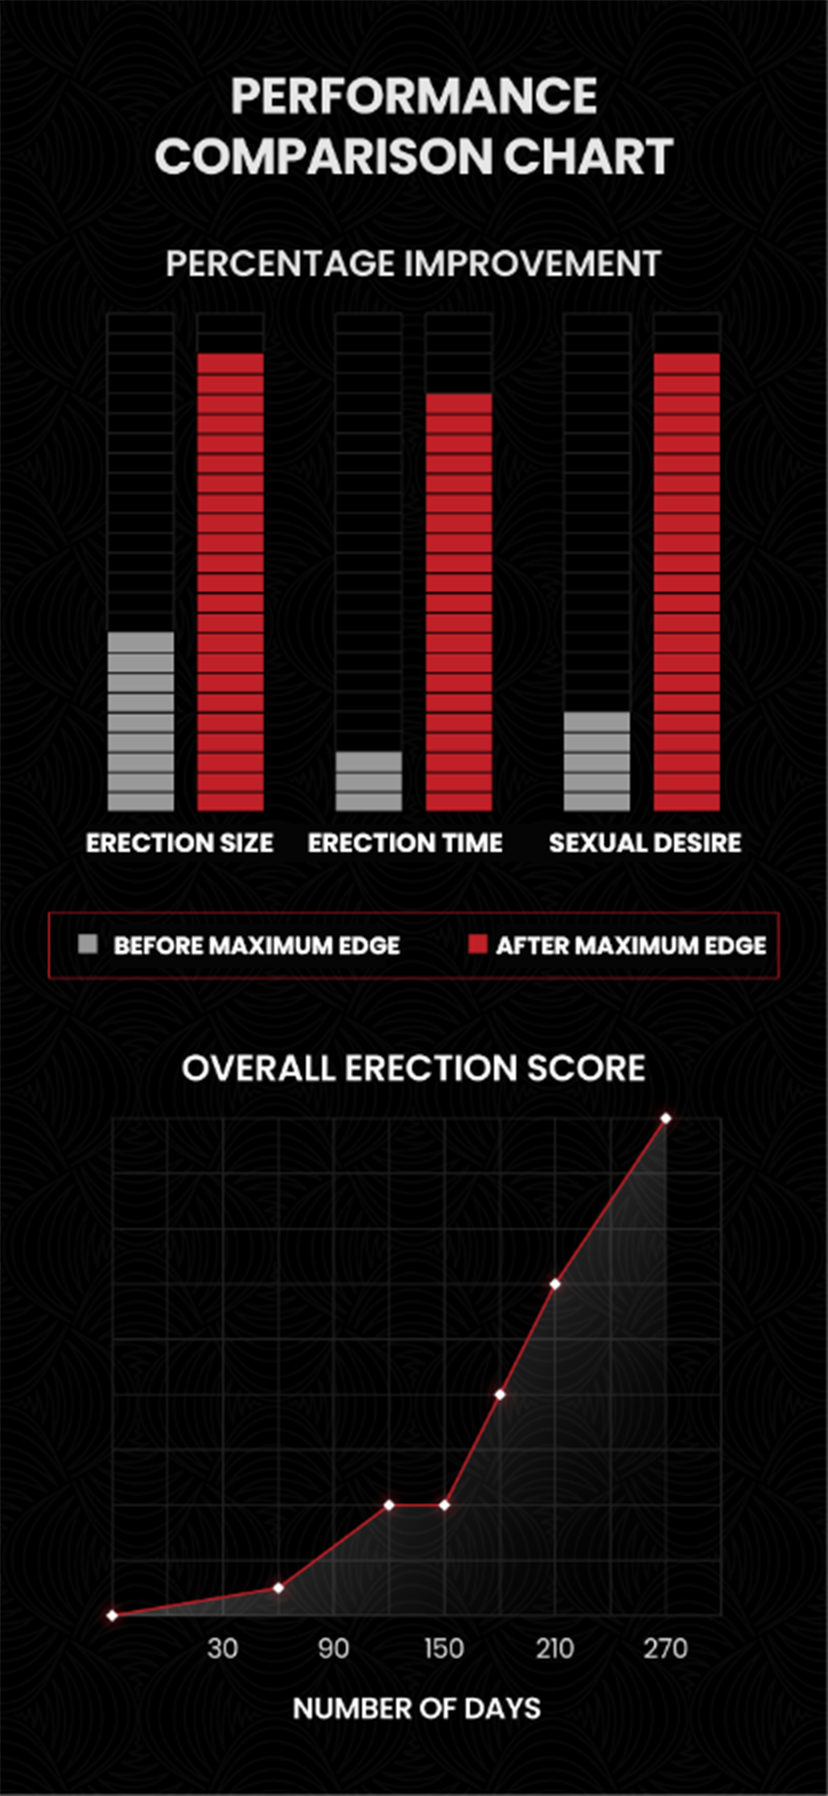 PERFORMANCE
COMPARISON CHART
PERCENTAGE IMPROVEMENT
ERECTION SIZE ERECTION TIME SEXUAL DESIRE
BEFORE MAXIMUM EDGE AFTER MAXIMUM EDGE
OVERALL ERECTION SCORE
30 90 150 210 270
NUMBER OF DAYS